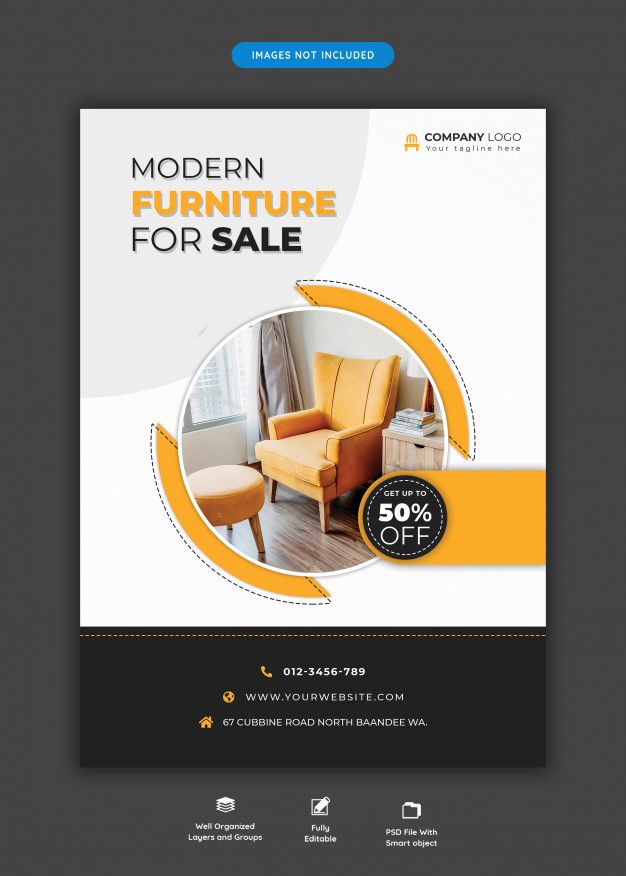 IMAGES NOT INCLUDED
COMPANY LOGO
Your tagline here
MODERN
FURNITURE
FOR SALE
GET UP TO
50%
OFF
012-3456-789
WWW.YOURWEBSITE.COM
67 CUBBINE ROAD NORTH BAANDEE WA.
Well Organized
Layers and Groups
Fully
Editable
PSD File With
Smart object